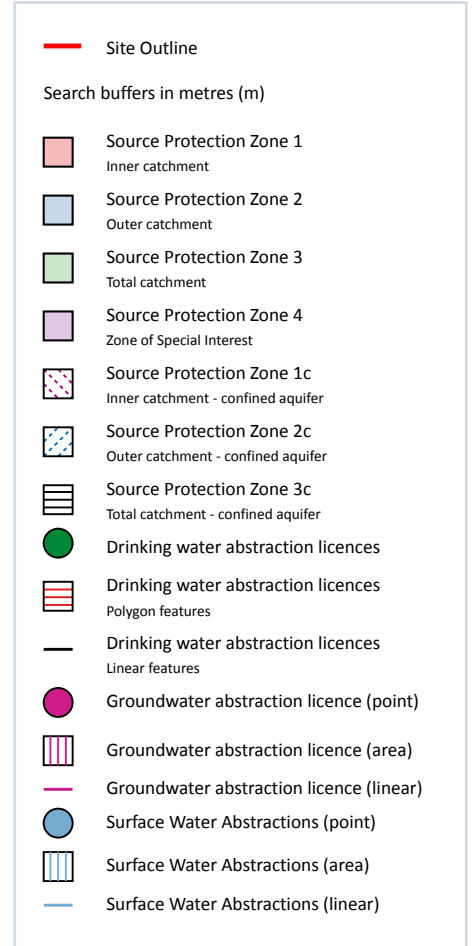 Site Outline
Search buffers in metres (m)
Source Protection Zone 1
Inner catchment
Source Protection Zone 2
Outer catchment
Source Protection Zone 3
Total catchment
Source Protection Zone 4
Zone of Special Interest
Source Protection Zone 1c
Inner catchment - confined aquifer
Source Protection Zone 2c
Outer catchment - confined aquifer
Source Protection Zone 3c
Total catchment - confined aquifer
Drinking water abstraction licences
Drinking water abstraction licences
Polygon features
Drinking water abstraction licences
Linear features
Groundwater abstraction licence (point)
Groundwater abstraction licence (area)
Groundwater abstraction licence (linear)
Surface Water Abstractions (point)
Surface Water Abstractions (area)
Surface Water Abstractions (linear)